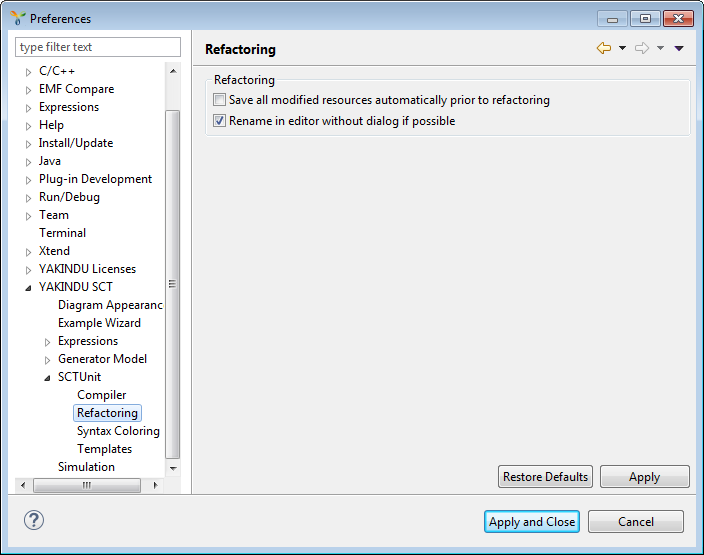 Preferences
type filter text
C/C++
EMF Compare
Expressions
Help
Install/Update
Java
Plug-in Development
Run/Debug
Team
Terminal
Xtend
YAKINDU Licenses
YAKINDU SCT
Diagram Appearanc
Example Wizard
Expressions
Generator Model
SCTUnit
Compiler
Refactoring
Syntax Coloring
Templates
Simulation
Refactoring
Refactoring
Save all modified resources automatically prior to refactoring
Rename in editor without dialog if possible
Restore Defaults
Apply
?
Apply and Close
Cancel